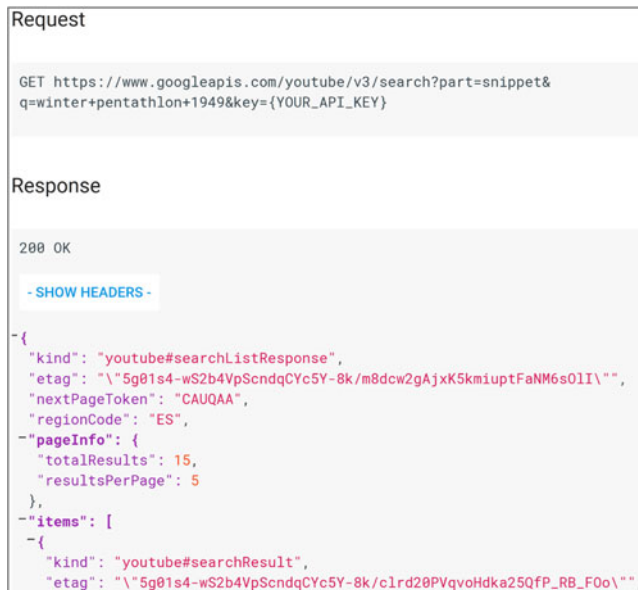 Request
GET https://www.googleapis.com/youtube/v3/search?part=snippet&
q=winter+pentathlon+1949&key={YOUR_API_KEY}
Response
200 OK
- SHOW HEADERS -
-{
"kind": "youtube#searchListResponse",
"etag": "\"5g01s4-wS2b4VpScndqCYc5Y-8k/m8dcw2gAjxK5kmiuptFaNM6sOlI\"",
"nextPageToken": "CAUQAA",
"regionCode": "ES",
-"pageInfo": {
"totalResults": 15,
"resultsPerPage": 5
},
-"items": [
-{
"kind": "youtube#searchResult",
"etag": "\"5g01s4-wS2b4VpScndqCYc5Y-8k/clrd20PVqvoHdka25QfP_RB_FOo\""